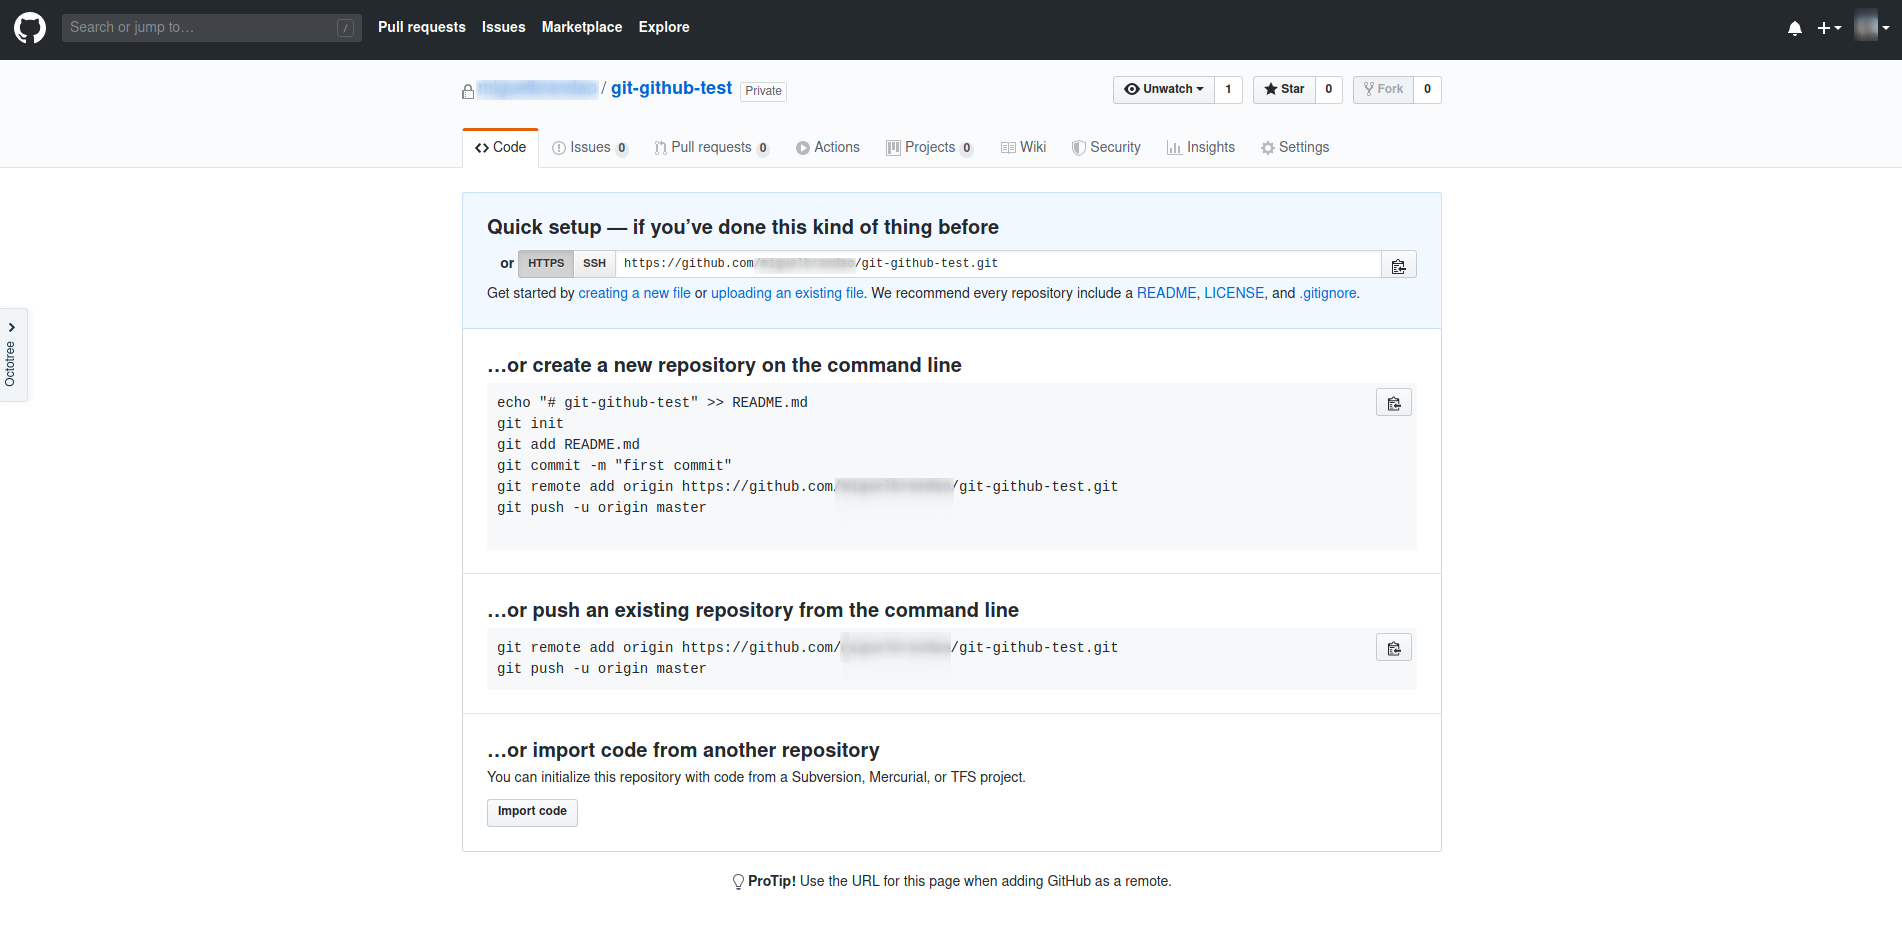 Search or jump to… / Pull requests Issues Marketplace Explore
/ git-github-test Private Unwatch 1 Star 0 Fork 0
Code Issues 0 Pull requests 0 Actions Projects 0 Wiki Security Insights Settings
Quick setup — if you’ve done this kind of thing before
or HTTPS SSH https://github.com/ /git-github-test.git
Get started by creating a new file or uploading an existing file. We recommend every repository include a README, LICENSE, and .gitignore.
Octotree
…or create a new repository on the command line
echo "# git-github-test" >> README.md
git init
git add README.md
git commit -m "first commit"
git remote add origin https://github.com/ /git-github-test.git
git push -u origin master
…or push an existing repository from the command line
git remote add origin https://github.com/ /git-github-test.git
git push -u origin master
…or import code from another repository
You can initialize this repository with code from a Subversion, Mercurial, or TFS project.
Import code
ProTip! Use the URL for this page when adding GitHub as a remote.